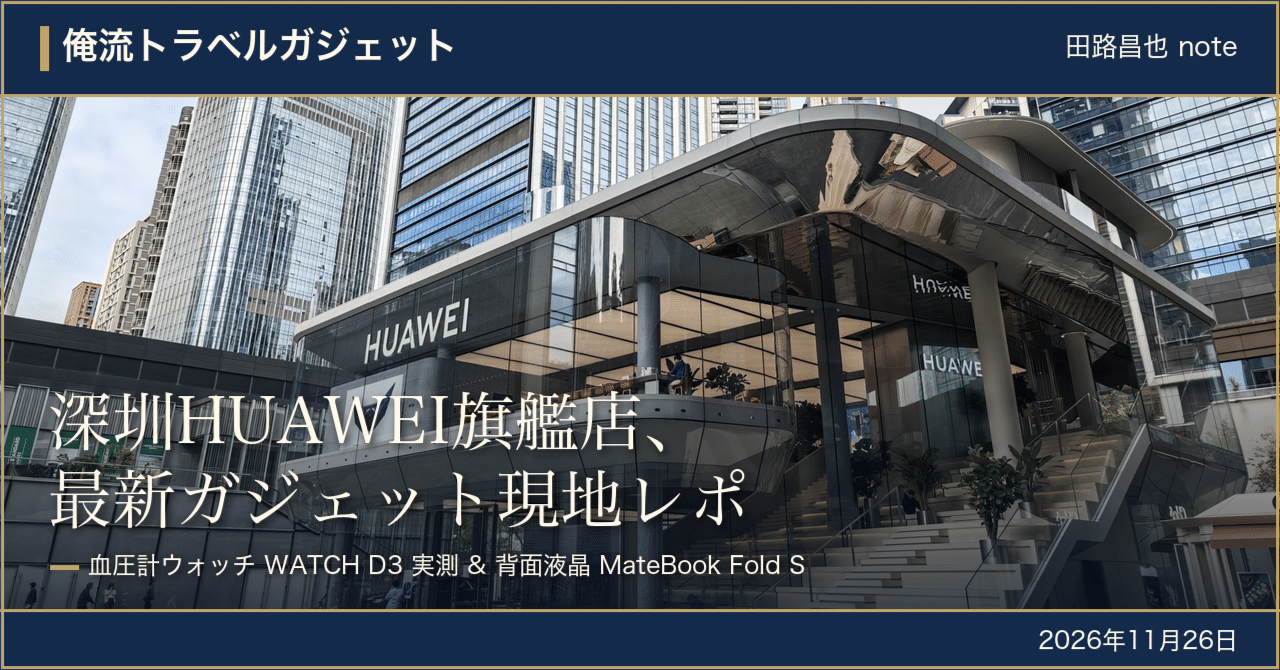 俺流トラベルガジェット
田路昌也 note
HUAWEI
HUAWEI
HUAWEI
深圳HUAWEI旗艦店、
最新ガジェット現地レポ
血圧計ウォッチ WATCH D3 実測 & 背面液晶 MateBook Fold S
2026年11月26日